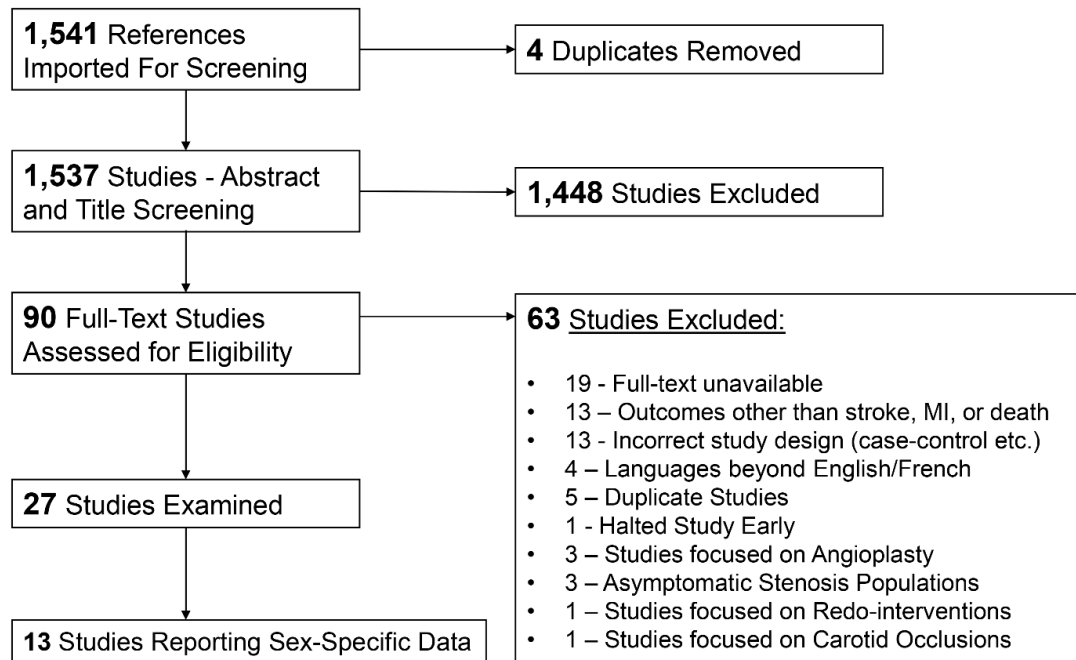 1,541 References
Imported For Screening
4 Duplicates Removed
1,537 Studies - Abstract
and Title Screening
1,448 Studies Excluded
90 Full-Text Studies
Assessed for Eligibility
63 Studies Excluded:
• 19 - Full-text unavailable
• 13 – Outcomes other than stroke, MI, or death
• 13 - Incorrect study design (case-control etc.)
• 4 – Languages beyond English/French
• 5 – Duplicate Studies
• 1 - Halted Study Early
• 3 – Studies focused on Angioplasty
• 3 – Asymptomatic Stenosis Populations
• 1 – Studies focused on Redo-interventions
• 1 – Studies focused on Carotid Occlusions
27 Studies Examined
13 Studies Reporting Sex-Specific Data